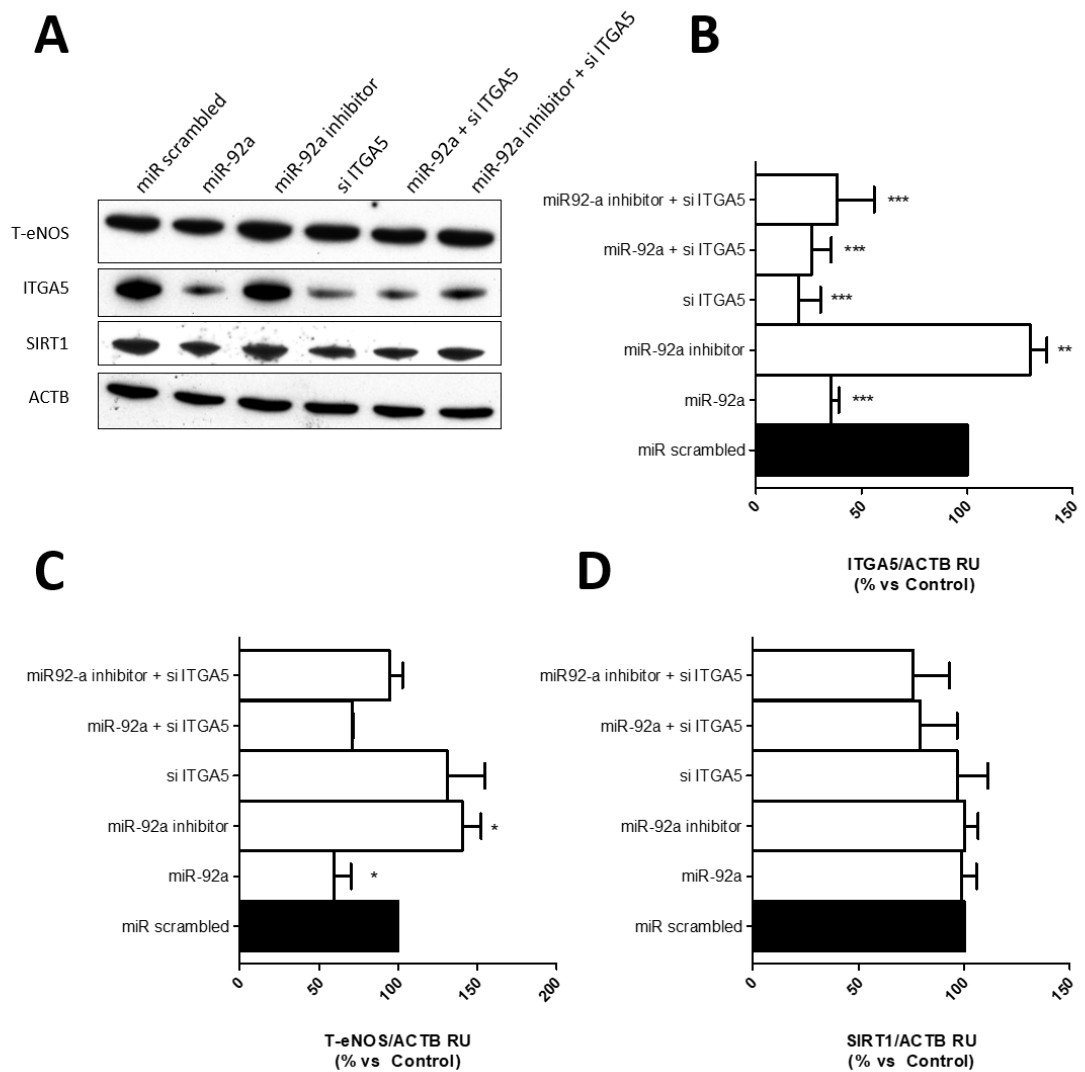 A
miR scrambled
miR-92a
miR-92a inhibitor
si ITGA5
miR-92a + si ITGA5
miR-92a inhibitor + si ITGA5
T-eNOS
ITGA5
SIRT1
ACTB
B
miR92-a inhibitor + si ITGA5
***
miR-92a + si ITGA5
***
si ITGA5
***
miR-92a inhibitor
**
miR-92a
***
miR scrambled
0
50
100
150
ITGA5/ACTB RU
(% vs Control)
C
miR92-a inhibitor + si ITGA5
miR-92a + si ITGA5
si ITGA5
miR-92a inhibitor
*
miR-92a
*
miR scrambled
0
50
100
150
200
T-eNOS/ACTB RU
(% vs Control)
D
miR92-a inhibitor + si ITGA5
miR-92a + si ITGA5
si ITGA5
miR-92a inhibitor
miR-92a
miR scrambled
0
50
100
150
SIRT1/ACTB RU
(% vs Control)